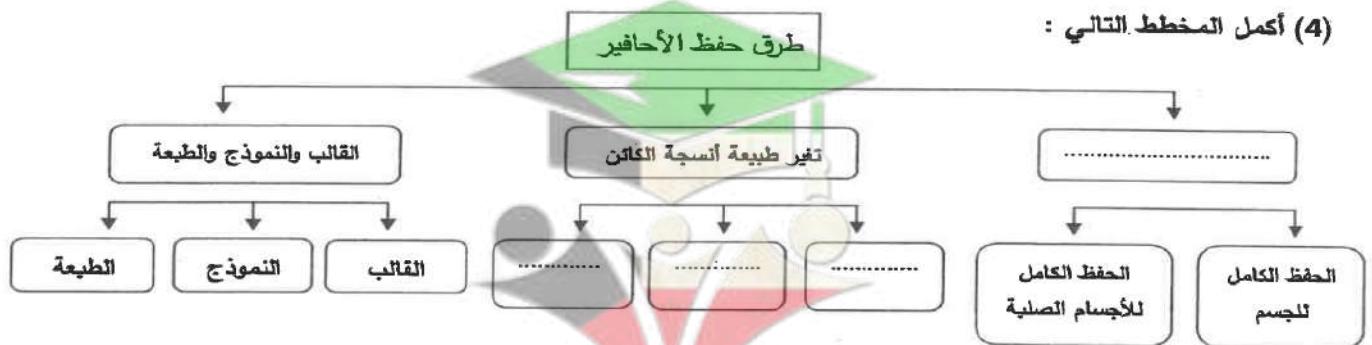 (4) أكمل المخطط التالي :
طرق حفظ الأحافير
.........................
تغير طبيعة أنسجة الكائن
القالب والنموذج والطبعة
الحفظ الكامل
للجسم
الحفظ الكامل
للأجسام الصلبة
............
............
............
القالب
النموذج
الطبعة